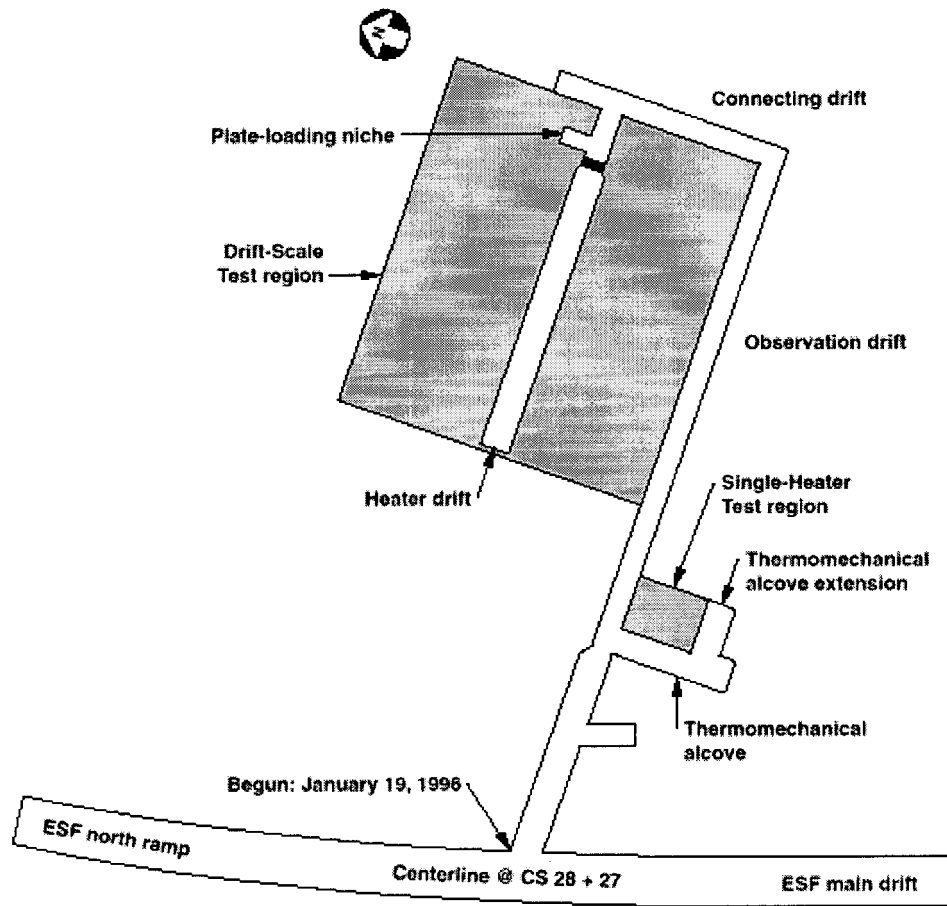 N
Connecting drift
Plate-loading niche
Drift-Scale
Test region
Observation drift
Single-Heater
Test region
Heater drift
Thermomechanical
alcove extension
Thermomechanical
alcove
Begun: January 19, 1996
ESF north ramp
Centerline @ CS 28 + 27
ESF main drift